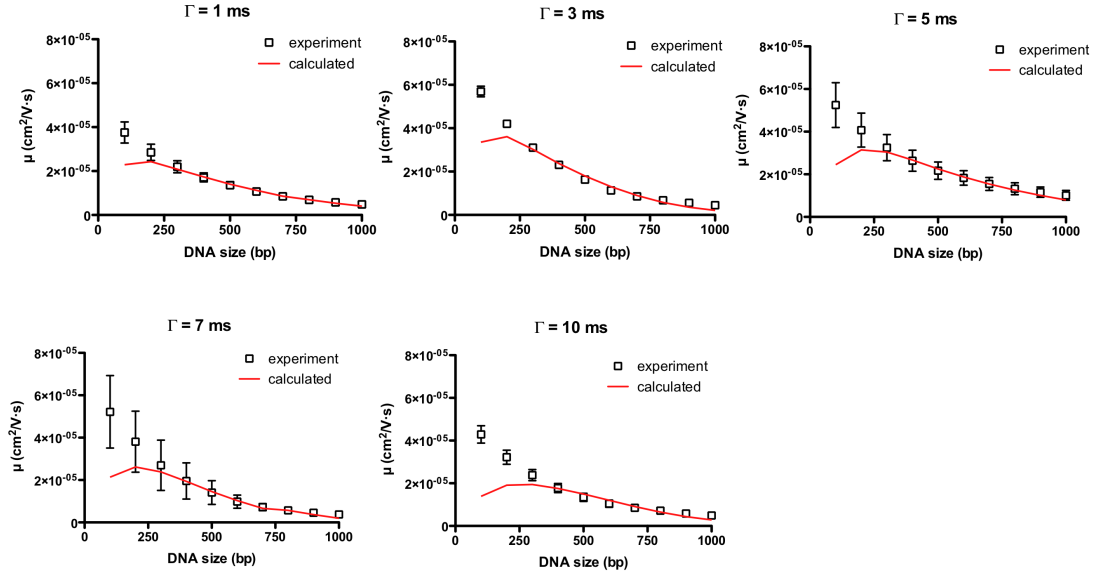 Γ = 1 ms
experiment
calculated
8×10⁻⁰⁵
6×10⁻⁰⁵
4×10⁻⁰⁵
2×10⁻⁰⁵
0
μ (cm²/V·s)
0 250 500 750 1000
DNA size (bp)
Γ = 3 ms
experiment
calculated
8×10⁻⁰⁵
6×10⁻⁰⁵
4×10⁻⁰⁵
2×10⁻⁰⁵
0
μ (cm²/V·s)
0 250 500 750 1000
DNA size (bp)
Γ = 5 ms
experiment
calculated
8×10⁻⁰⁵
6×10⁻⁰⁵
4×10⁻⁰⁵
2×10⁻⁰⁵
0
μ (cm²/V·s)
0 250 500 750 1000
DNA size (bp)
Γ = 7 ms
experiment
calculated
8×10⁻⁰⁵
6×10⁻⁰⁵
4×10⁻⁰⁵
2×10⁻⁰⁵
0
μ (cm²/V·s)
0 250 500 750 1000
DNA size (bp)
Γ = 10 ms
experiment
calculated
8×10⁻⁰⁵
6×10⁻⁰⁵
4×10⁻⁰⁵
2×10⁻⁰⁵
0
μ (cm²/V·s)
0 250 500 750 1000
DNA size (bp)